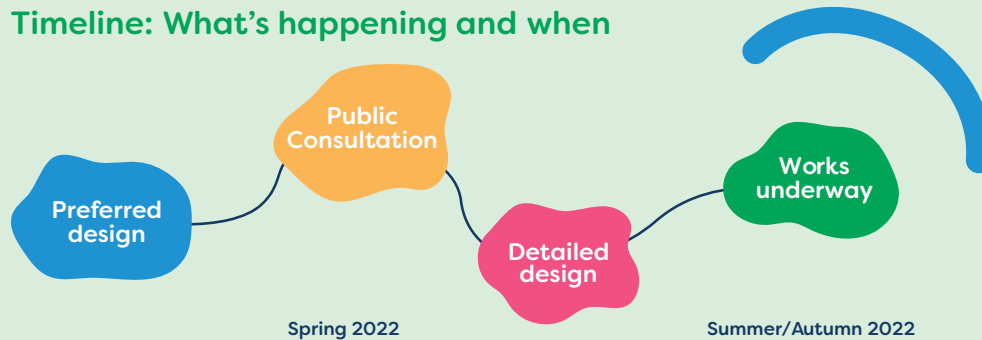 Timeline: What’s happening and when
Public
Consultation
Preferred
design
Detailed
design
Works
underway
Spring 2022
Summer/Autumn 2022